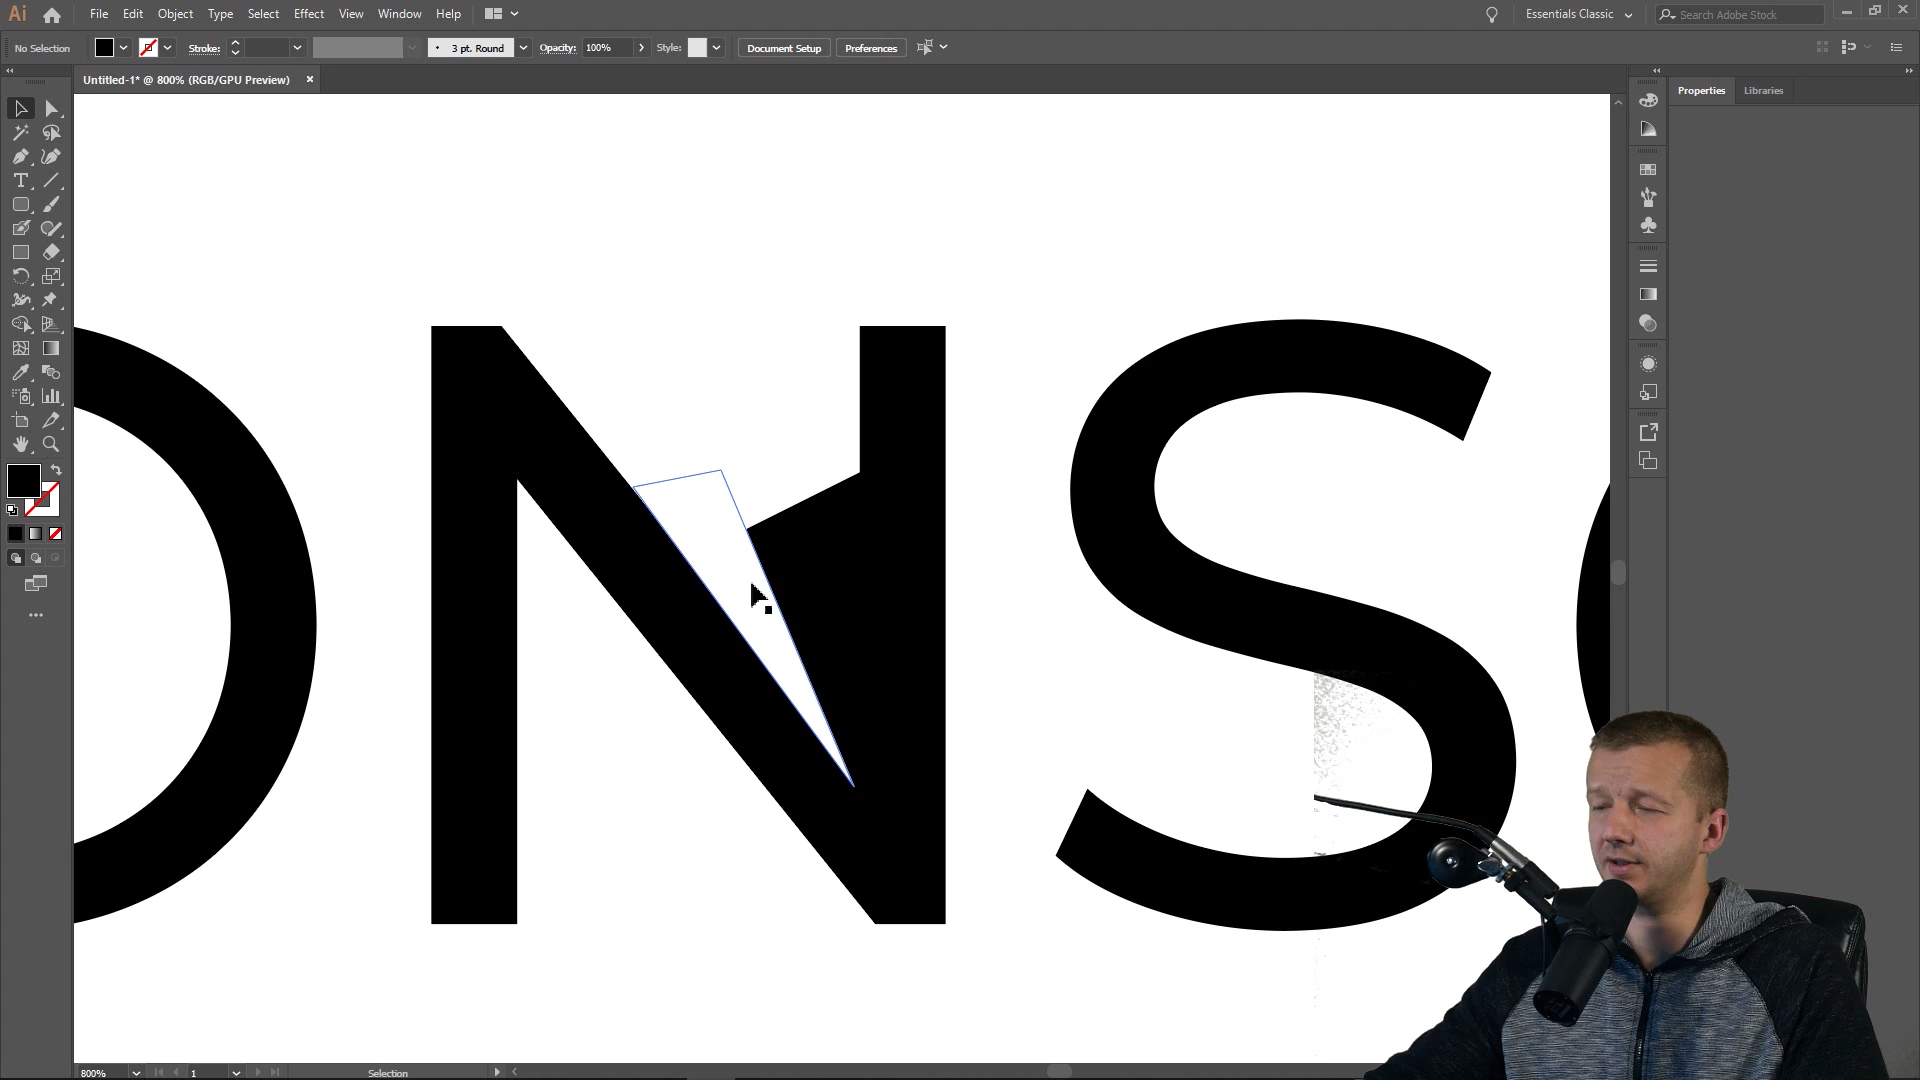 Ai File Edit Object Type Select Effect View Window Help Essentials Classic Search Adobe Stock
No Selection Stroke: 3 pt. Round Opacity: 100% Style: Document Setup Preferences
Untitled-1* @ 800% (RGB/GPU Preview)
Properties Libraries
ONS
800% 1 Selection